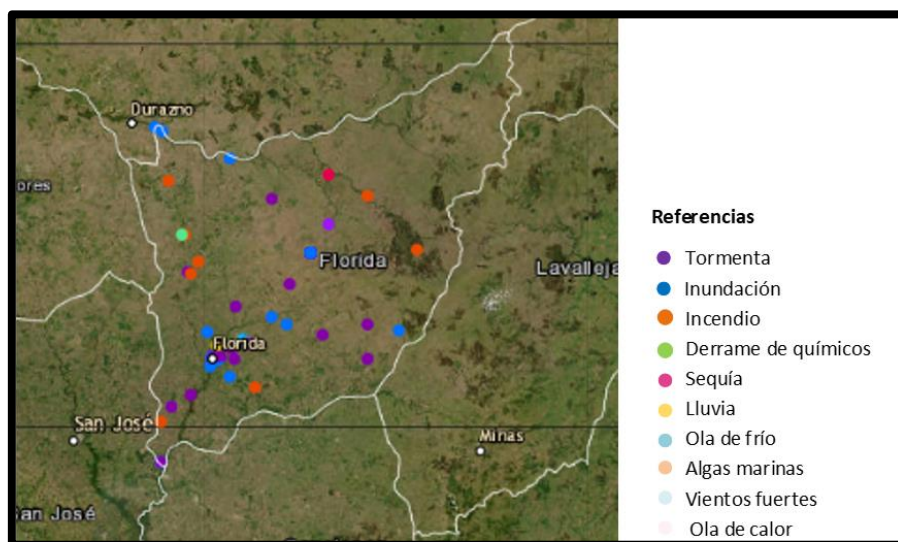 Durazno
ores
Florida
Lavalleja
Florida
San José
Minas
an José
Referencias
Tormenta
Inundación
Incendio
Derrame de químicos
Sequía
Lluvia
Ola de frío
Algas marinas
Vientos fuertes
Ola de calor